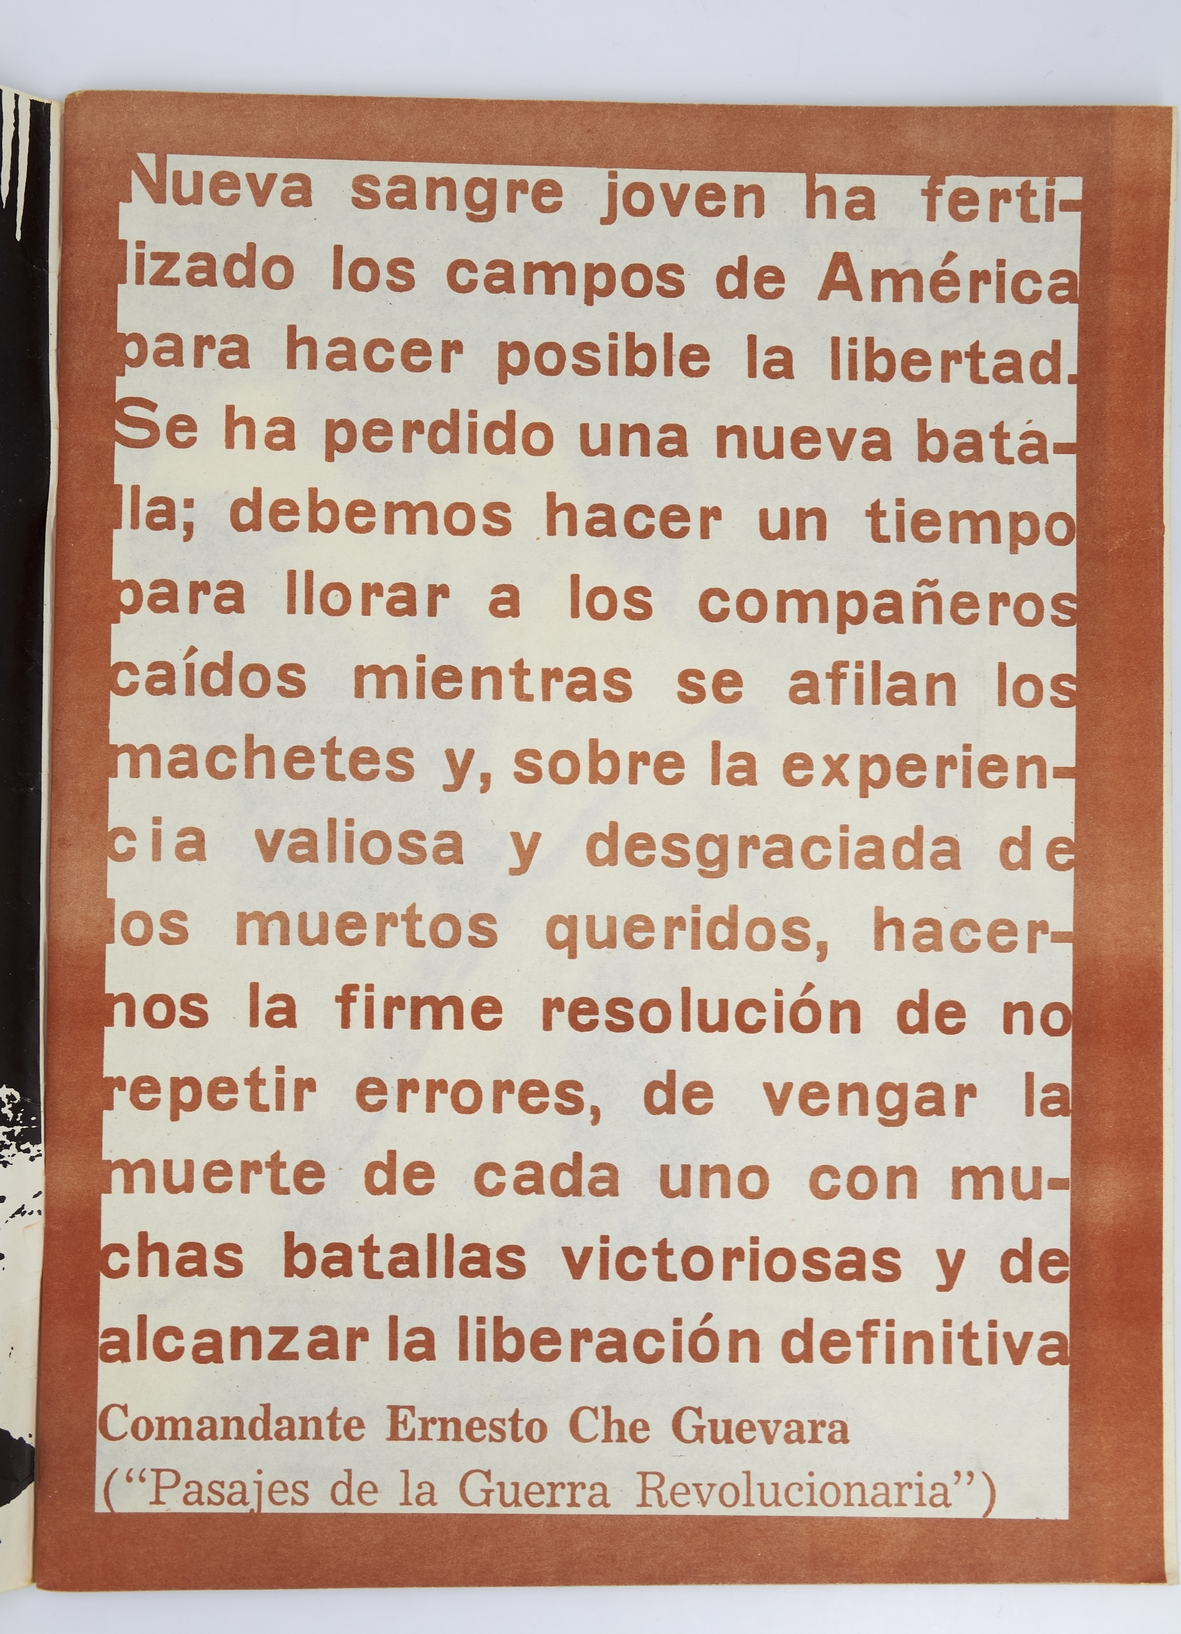 Nueva sangre joven ha ferti-
lizado los campos de América
para hacer posible la libertad.
Se ha perdido una nueva bata-
lla; debemos hacer un tiempo
para llorar a los compañeros
caídos mientras se afilan los
machetes y, sobre la experien-
cia valiosa y desgraciada de
los muertos queridos, hacer-
nos la firme resolución de no
repetir errores, de vengar la
muerte de cada uno con mu-
chas batallas victoriosas y de
alcanzar la liberación definitiva
Comandante Ernesto Che Guevara
(“Pasajes de la Guerra Revolucionaria”)